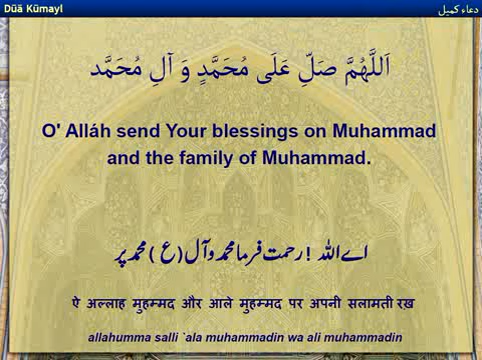 Düã Kümayl
دعاء كميل
اَللَّهُمَّ صَلِّ عَلَى مُحَمَّدٍ وَ آلِ مُحَمَّد
O' Alláh send Your blessings on Muhammad
and the family of Muhammad.
اے اللہ ! رحمت فرما محمد وآل (ع) محمد پر
ऐ अल्लाह मुहम्मद और आले मुहम्मद पर अपनी सलामती रख़
allahumma salli `ala muhammadin wa ali muhammadin